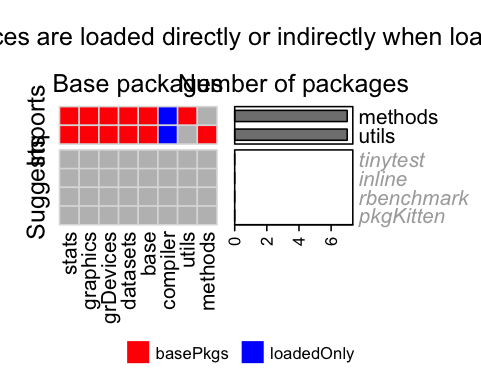 ces are loaded directly or indirectly when loa
Base packages
Number of packages
Imports
Suggests
methods
utils
tinytest
inline
rbenchmark
pkgKitten
0 2 4 6
stats
graphics
grDevices
datasets
base
compiler
utils
methods
basePkgs
loadedOnly